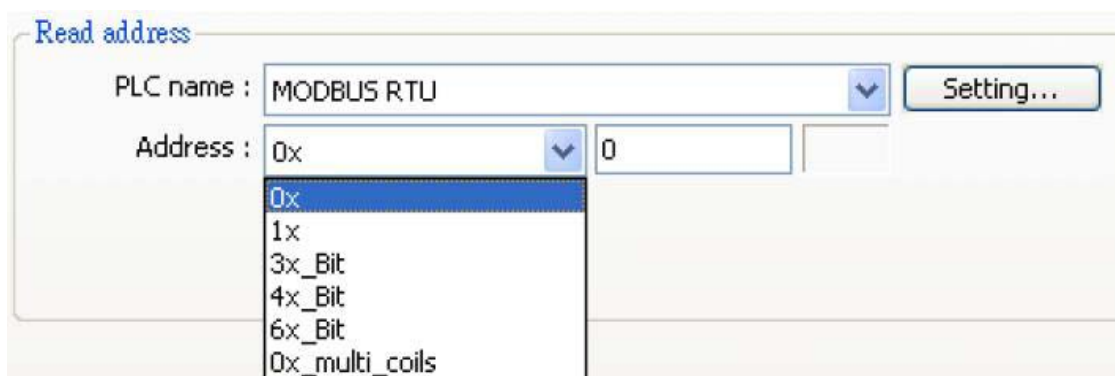 Read address
PLC name : MODBUS RTU Setting...
Address : 0x 0
0x
1x
3x_Bit
4x_Bit
6x_Bit
0x_multi_coils